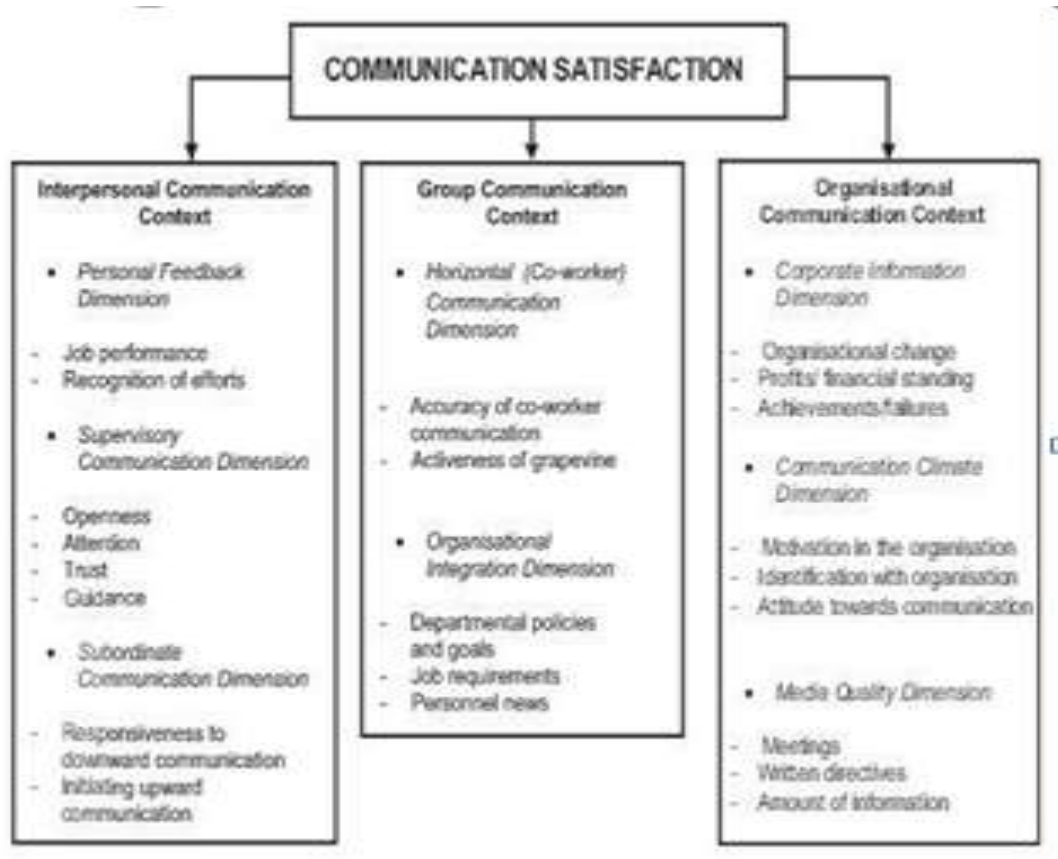 COMMUNICATION SATISFACTION
Interpersonal Communication
Context
• Personal Feedback
Dimension
- Job performance
- Recognition of efforts
• Supervisory
Communication Dimension
- Openness
- Attention
- Trust
- Guidance
• Subordinate
Communication Dimension
- Responsiveness to
downward communication
- Initiating upward
communication
Group Communication
Context
• Horizontal (Co-worker)
Communication
Dimension
- Accuracy of co-worker
communication
- Activeness of grapevine
• Organisational
Integration Dimension
- Departmental policies
and goals
- Job requirements
- Personnel news
Organisational
Communication Context
• Corporate Information
Dimension
- Organisational change
- Profits/ financial standing
- Achievements/failures
• Communication Climate
Dimension
- Motivation in the organisation
- Identification with organisation
- Attitude towards communication
• Media Quality Dimension
- Meetings
- Written directives
- Amount of information